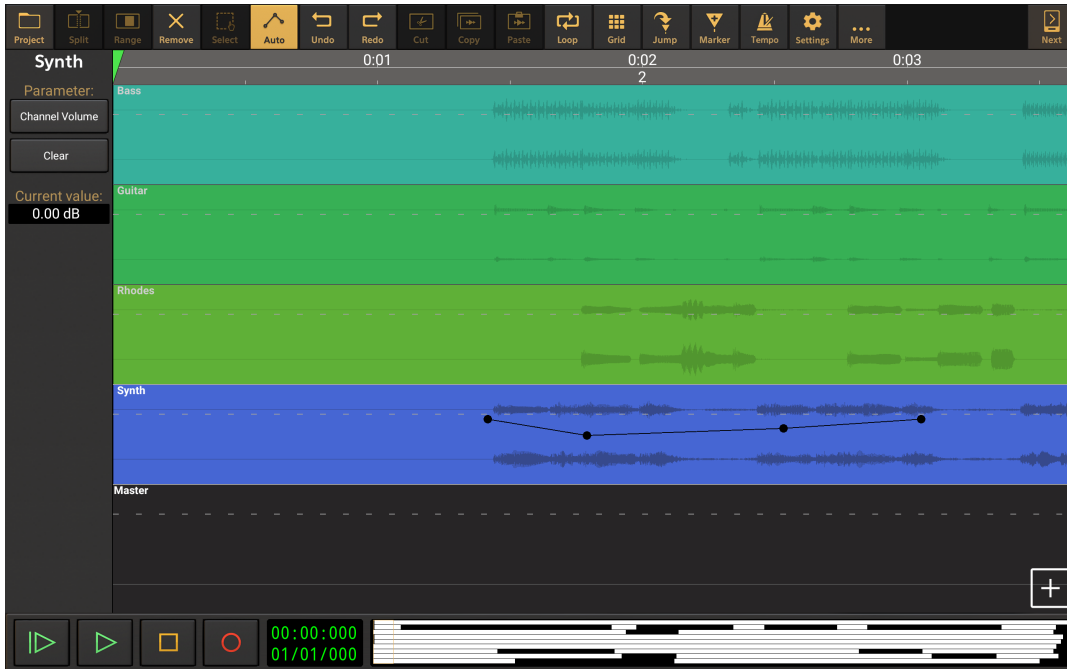 Project Split Range Remove Select Auto Undo Redo Cut Copy Paste Loop Grid Jump Marker Tempo Settings More Next
Synth
0:01 0:02 0:03
2
Parameter:
Channel Volume
Clear
Current value:
0.00 dB
Bass
Guitar
Rhodes
Synth
Master
00:00:000
01/01/000